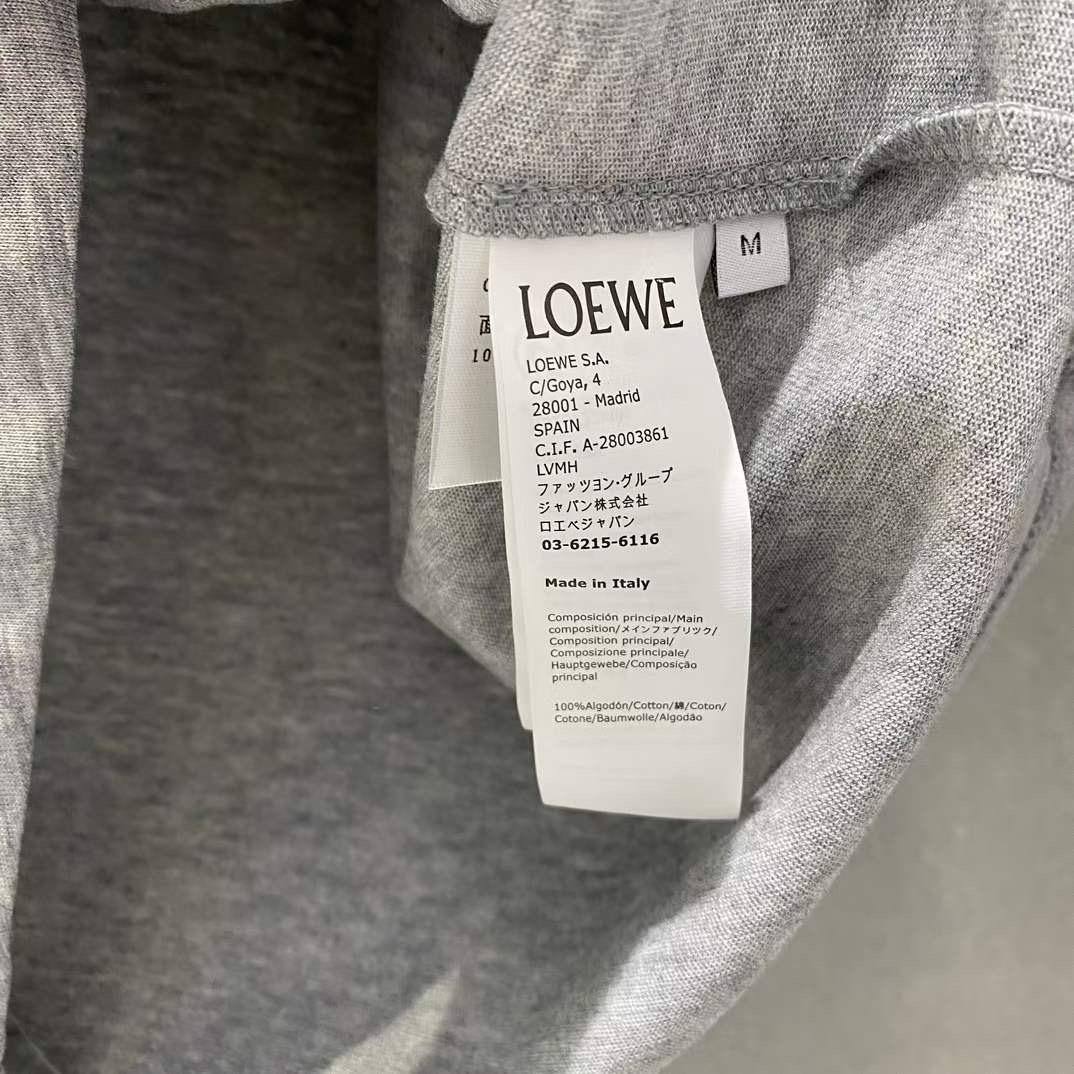 M
LOEWE
LOEWE S.A.
C/Goya, 4
28001 - Madrid
SPAIN
C.I.F. A-28003861
LVMH
ファッツヨン·グループ
ジャパン株式会社
ロエベジャパン
03-6215-6116
Made in Italy
Composición principal/Main
composition/メインファブリツク/
Composition principal/
Composizione principale/
Hauptgewebe/Composição
principal
100%Algodón/Cotton/綿/Coton/
Cotone/Baumwolle/Algodão
面
10